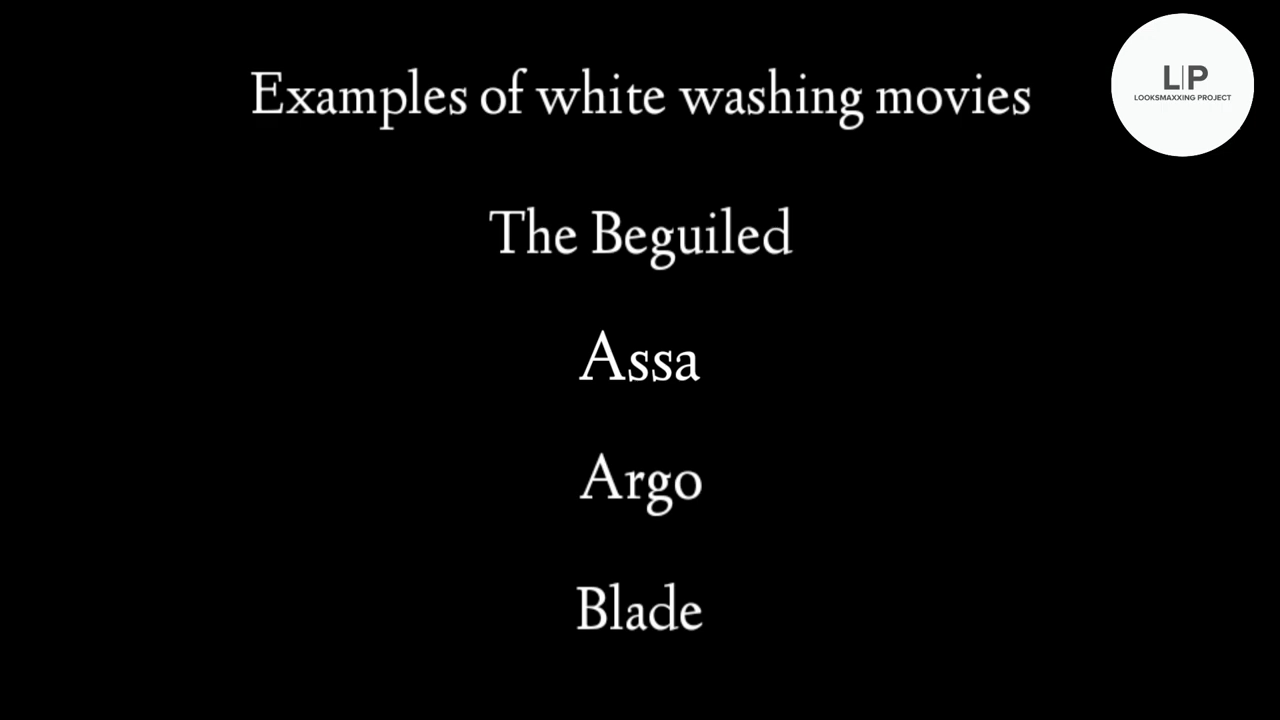 Examples of white washing movies
L|P
LOOKSMAXXING PROJECT
The Beguiled
Assa
Argo
Blade